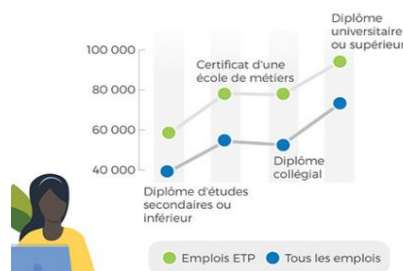 Diplôme
universitaire
ou supérieur
100 000
Certificat d'une
école de métiers
80 000
60 000
40 000
Diplôme
collégial
Diplôme d'études
secondaires ou
inférieur
Emplois ETP
Tous les emplois